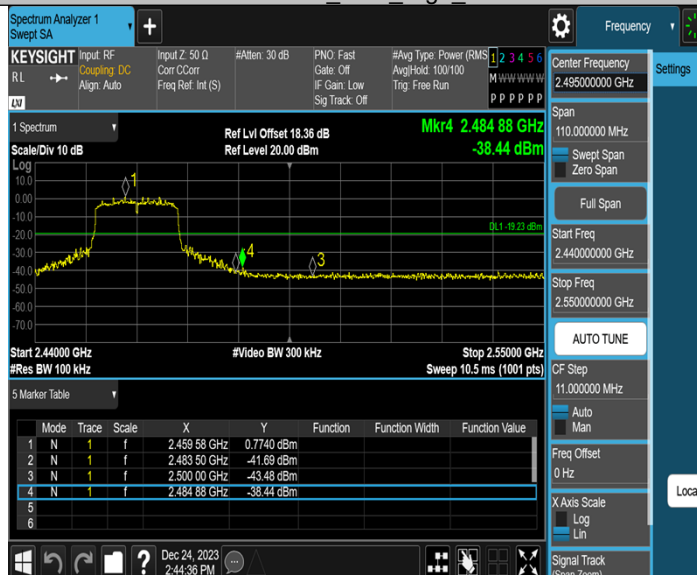 Spectrum Analyzer 1
Swept SA
+
Frequency
KEYSIGHT
RL
LXI
Input: RF
Coupling: DC
Align: Auto
Input Z: 50 Ω
Corr CCorr
Freq Ref: Int (S)
#Atten: 30 dB
PNO: Fast
Gate: Off
IF Gain: Low
Sig Track: Off
#Avg Type: Power (RMS
Avg|Hold: 100/100
Trig: Free Run
1 2 3 4 5 6
M W W W W W
P P P P P P
1 Spectrum
Scale/Div 10 dB
Log
Ref Lvl Offset 18.36 dB
Ref Level 20.00 dBm
Mkr4 2.484 88 GHz
-38.44 dBm
10.0
0.00
-10.0
-20.0
-30.0
-40.0
-50.0
-60.0
-70.0
1
4
3
DL1 -19.23 dBm
Start 2.44000 GHz
#Res BW 100 kHz
#Video BW 300 kHz
Stop 2.55000 GHz
Sweep 10.5 ms (1001 pts)
5 Marker Table
Mode Trace Scale X Y Function Function Width Function Value
1 N 1 f 2.459 58 GHz 0.7740 dBm
2 N 1 f 2.483 50 GHz -41.69 dBm
3 N 1 f 2.500 00 GHz -43.48 dBm
4 N 1 f 2.484 88 GHz -38.44 dBm
5
6
?
Dec 24, 2023
2:44:36 PM
Center Frequency
2.495000000 GHz
Settings
Span
110.000000 MHz
Swept Span
Zero Span
Full Span
Start Freq
2.440000000 GHz
Stop Freq
2.550000000 GHz
AUTO TUNE
CF Step
11.000000 MHz
Auto
Man
Freq Offset
0 Hz
X Axis Scale
Log
Lin
Loca
Signal Track
(Span Zoom)